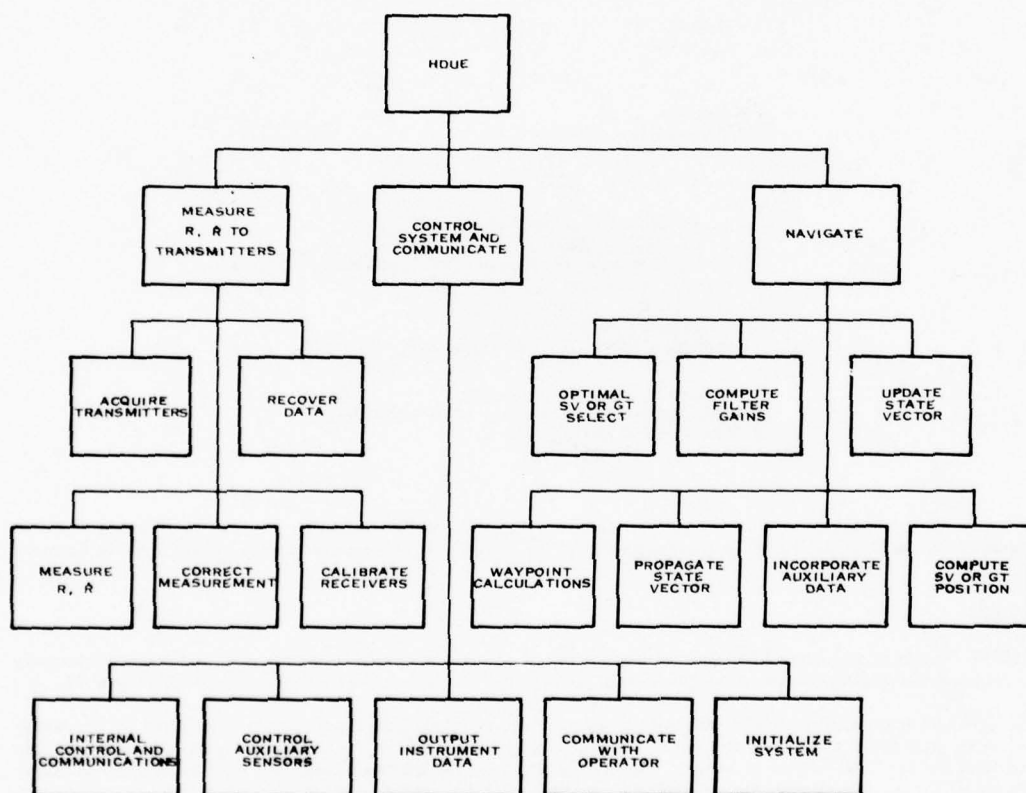 HDUE
MEASURE
R, Ṙ TO
TRANSMITTERS
CONTROL
SYSTEM AND
COMMUNICATE
NAVIGATE
ACQUIRE
TRANSMITTERS
RECOVER
DATA
OPTIMAL
SV OR GT
SELECT
COMPUTE
FILTER
GAINS
UPDATE
STATE
VECTOR
MEASURE
R, Ṙ
CORRECT
MEASUREMENT
CALIBRATE
RECEIVERS
WAYPOINT
CALCULATIONS
PROPAGATE
STATE
VECTOR
INCORPORATE
AUXILIARY
DATA
COMPUTE
SV OR GT
POSITION
INTERNAL
CONTROL AND
COMMUNICATIONS
CONTROL
AUXILIARY
SENSORS
OUTPUT
INSTRUMENT
DATA
COMMUNICATE
WITH
OPERATOR
INITIALIZE
SYSTEM